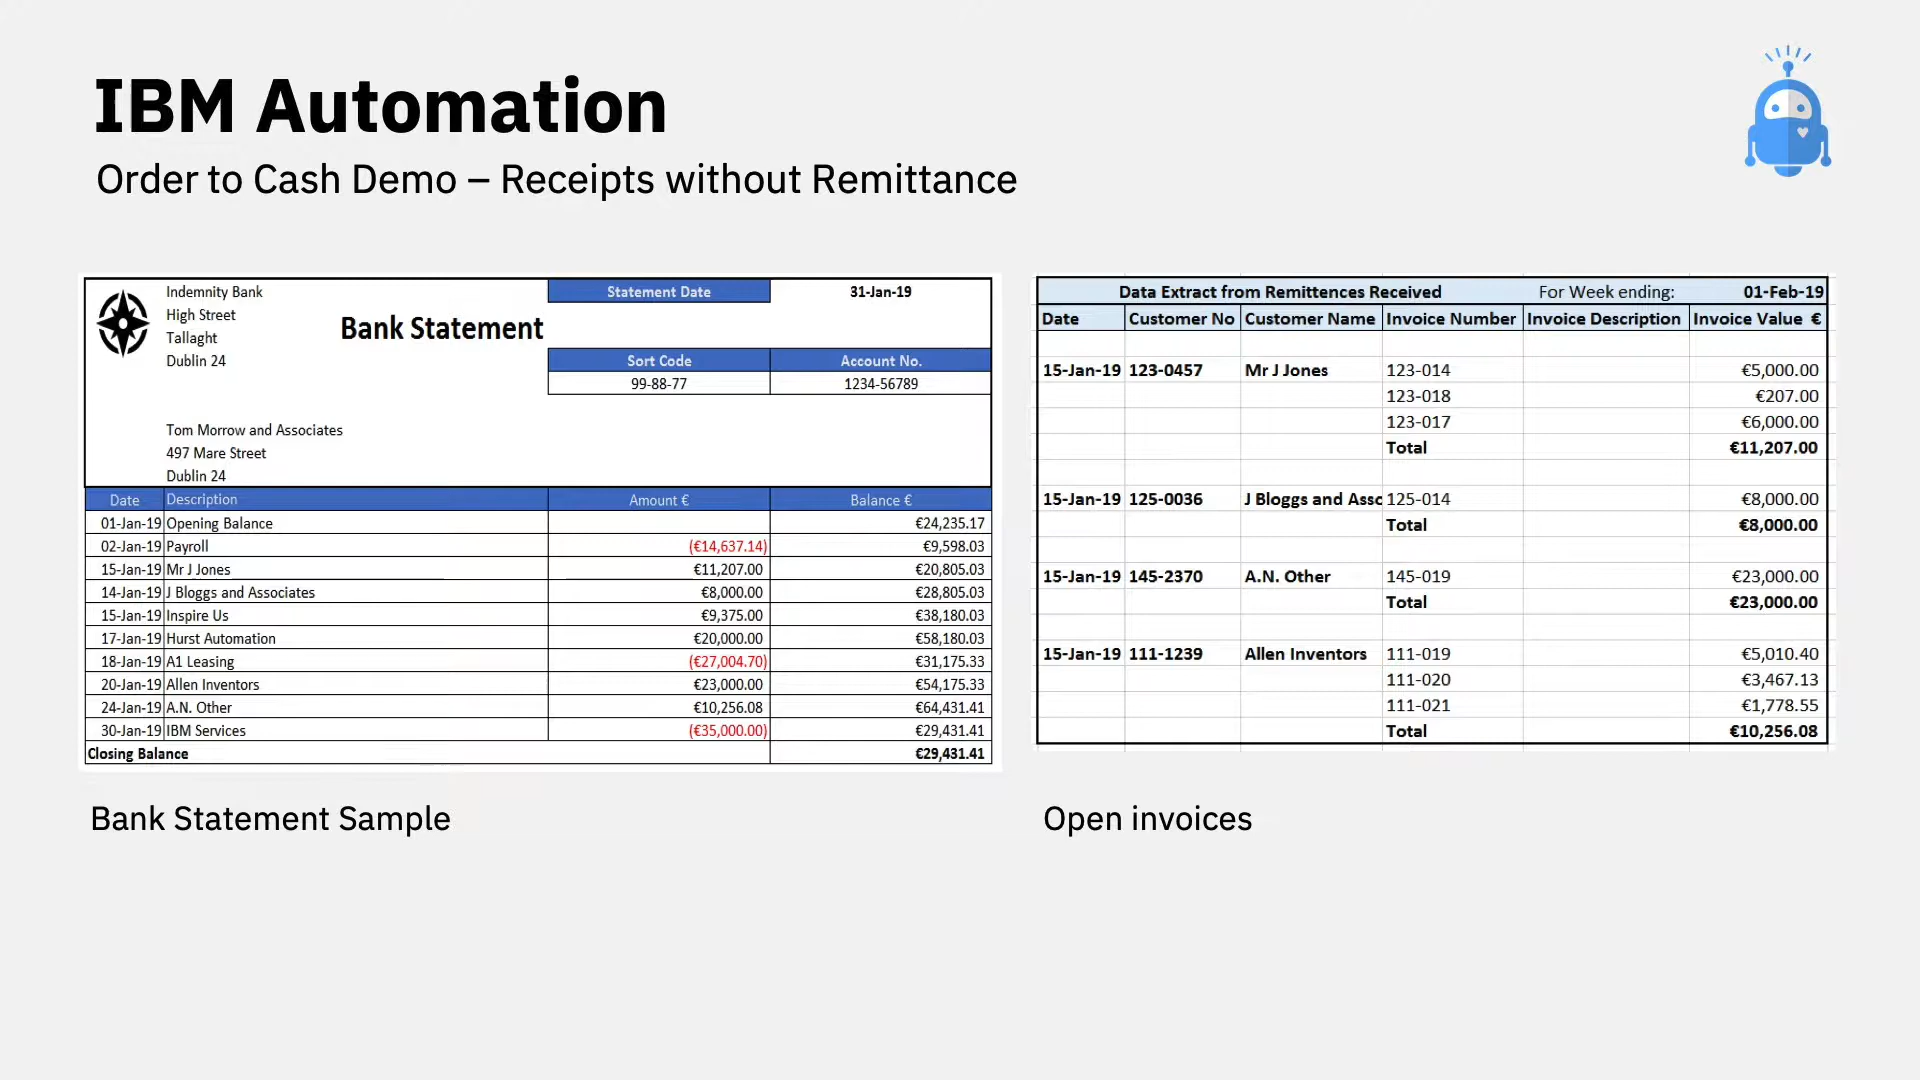 IBM Automation
Order to Cash Demo – Receipts without Remittance
Indemnity Bank
High Street
Tallaght
Dublin 24
Bank Statement
Statement Date 31-Jan-19
Sort Code Account No.
99-88-77 1234-56789
Tom Morrow and Associates
497 Mare Street
Dublin 24
Date Description Amount € Balance €
01-Jan-19 Opening Balance €24,235.17
02-Jan-19 Payroll (€14,637.14) €9,598.03
15-Jan-19 Mr J Jones €11,207.00 €20,805.03
14-Jan-19 J Bloggs and Associates €8,000.00 €28,805.03
15-Jan-19 Inspire Us €9,375.00 €38,180.03
17-Jan-19 Hurst Automation €20,000.00 €58,180.03
18-Jan-19 A1 Leasing (€27,004.70) €31,175.33
20-Jan-19 Allen Inventors €23,000.00 €54,175.33
24-Jan-19 A.N. Other €10,256.08 €64,431.41
30-Jan-19 IBM Services (€35,000.00) €29,431.41
Closing Balance €29,431.41
Bank Statement Sample
Data Extract from Remittences Received For Week ending: 01-Feb-19
Date Customer No Customer Name Invoice Number Invoice Description Invoice Value €
15-Jan-19 123-0457 Mr J Jones 123-014 €5,000.00
123-018 €207.00
123-017 €6,000.00
Total €11,207.00
15-Jan-19 125-0036 J Bloggs and Asso 125-014 €8,000.00
Total €8,000.00
15-Jan-19 145-2370 A.N. Other 145-019 €23,000.00
Total €23,000.00
15-Jan-19 111-1239 Allen Inventors 111-019 €5,010.40
111-020 €3,467.13
111-021 €1,778.55
Total €10,256.08
Open invoices